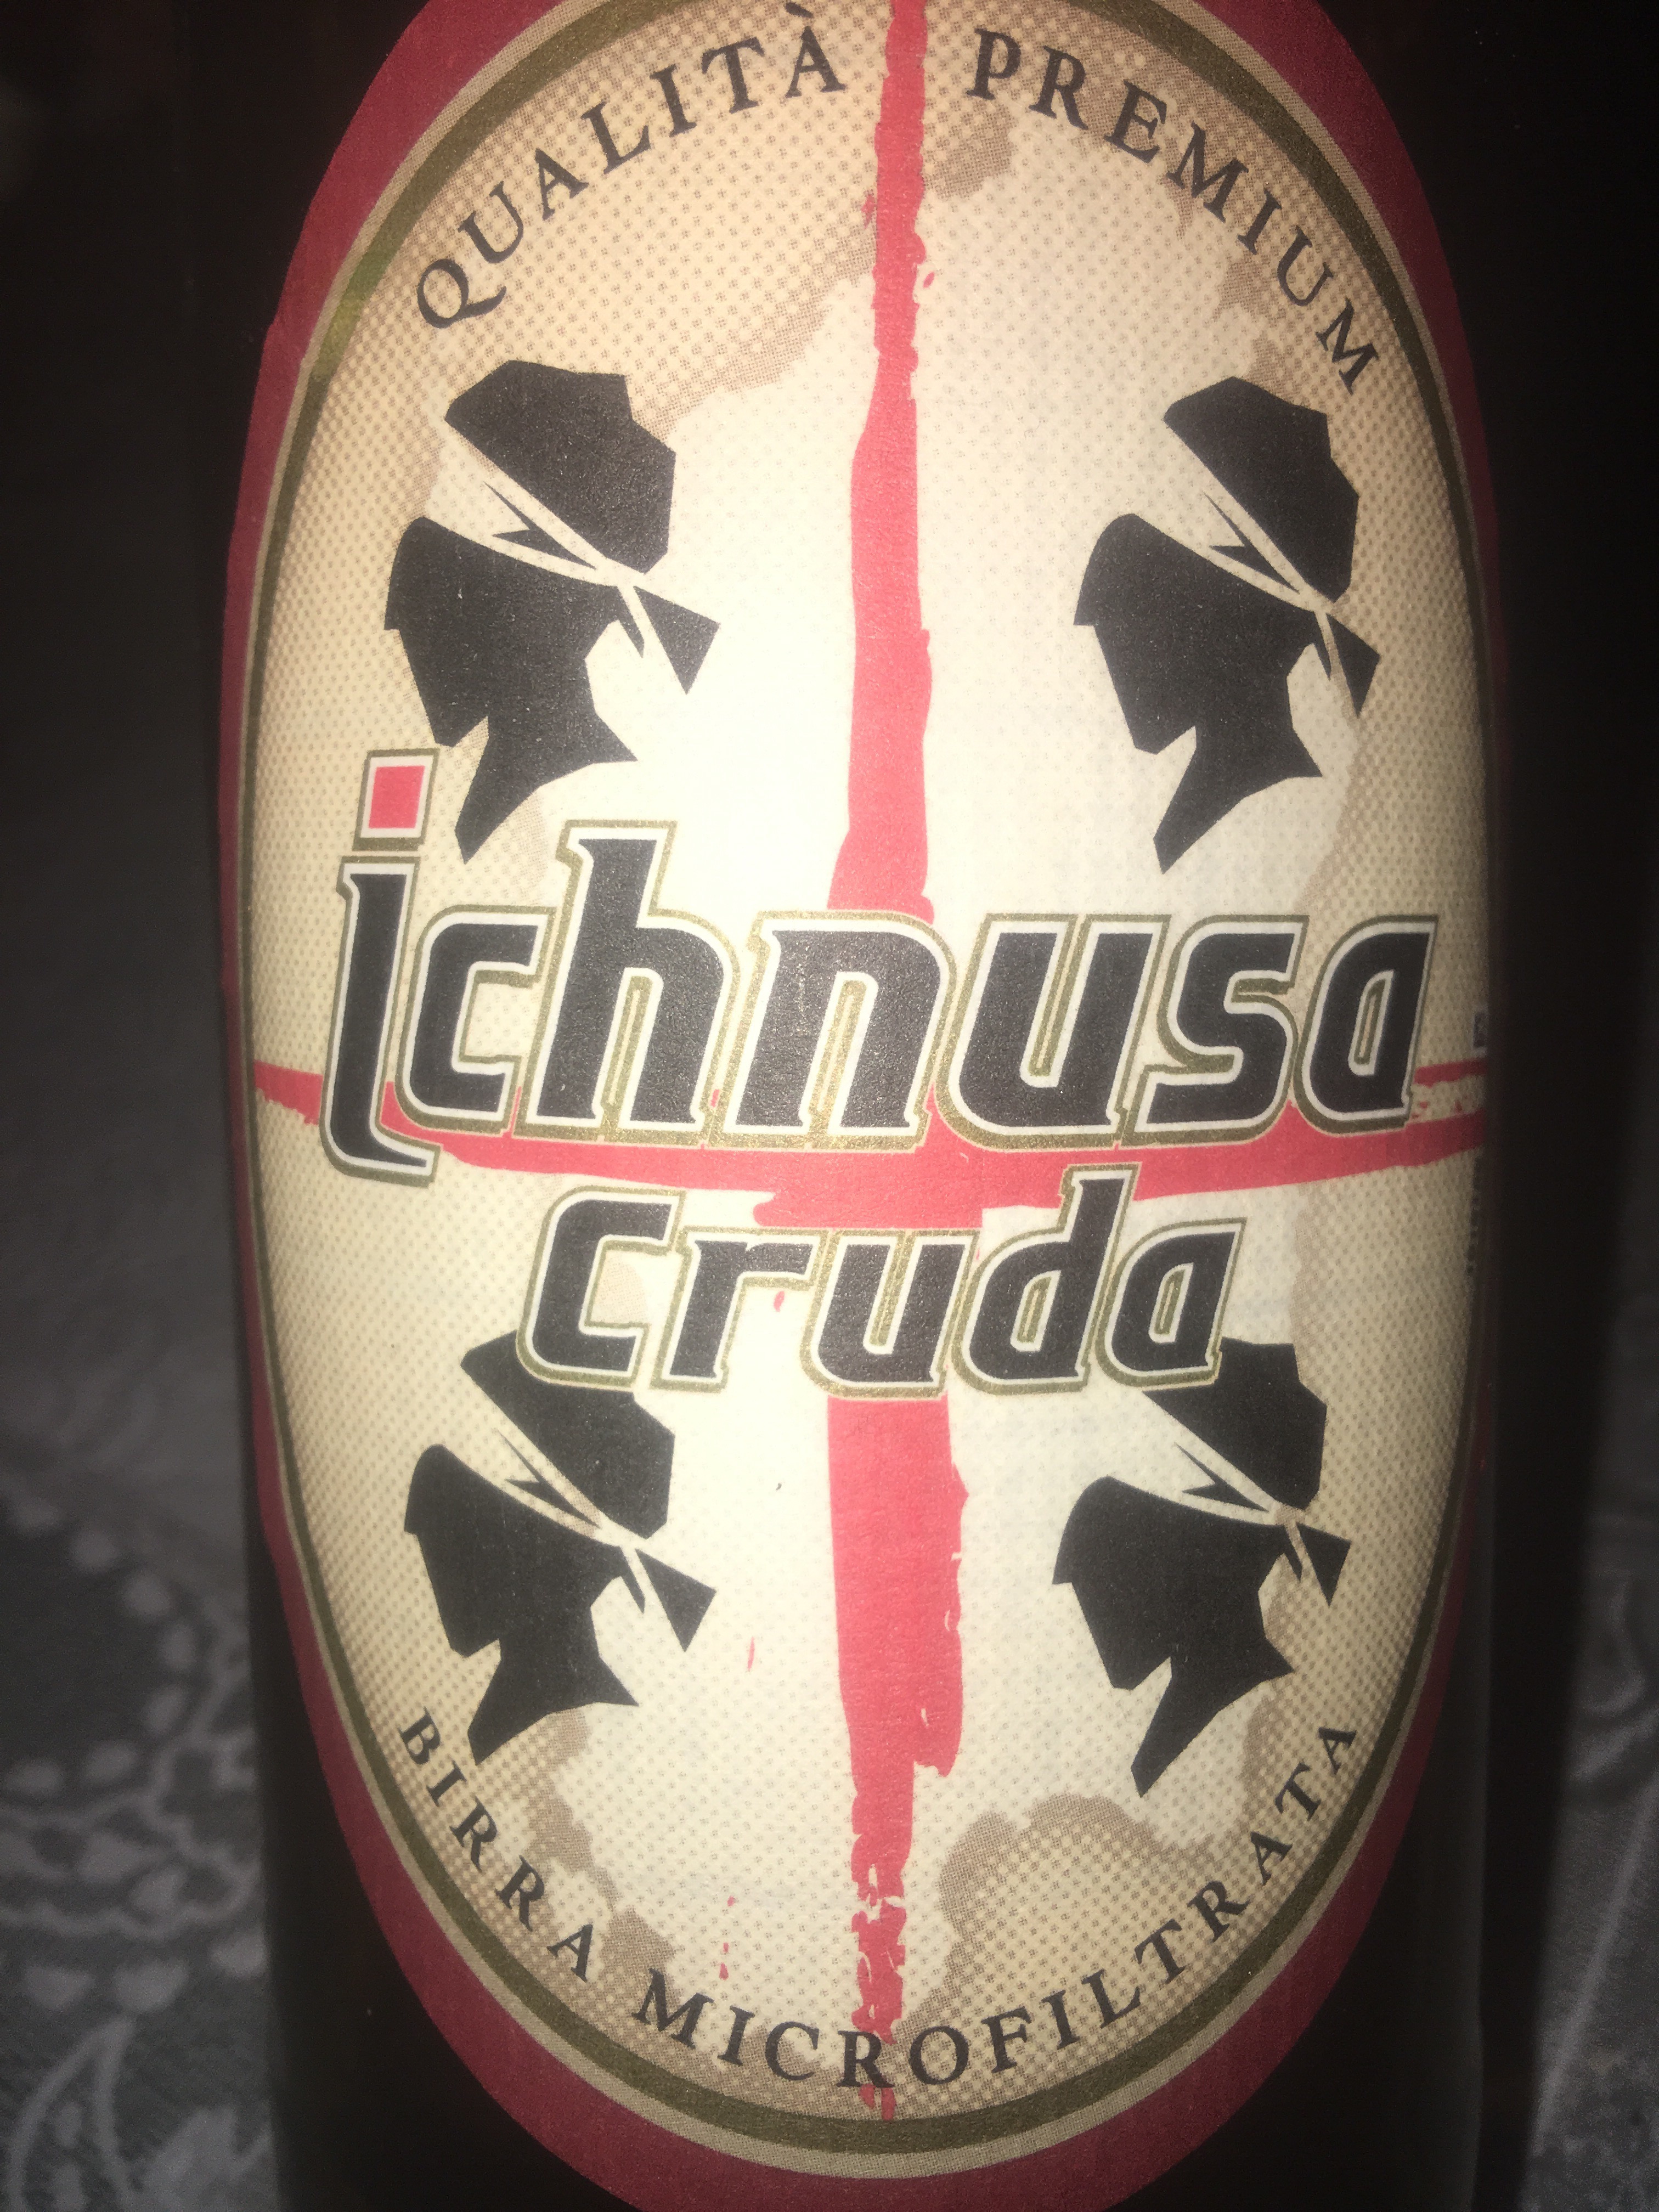 QUALITÀ PREMIUM
ichnusa
cruda
BIRRA MICROFILTRATA